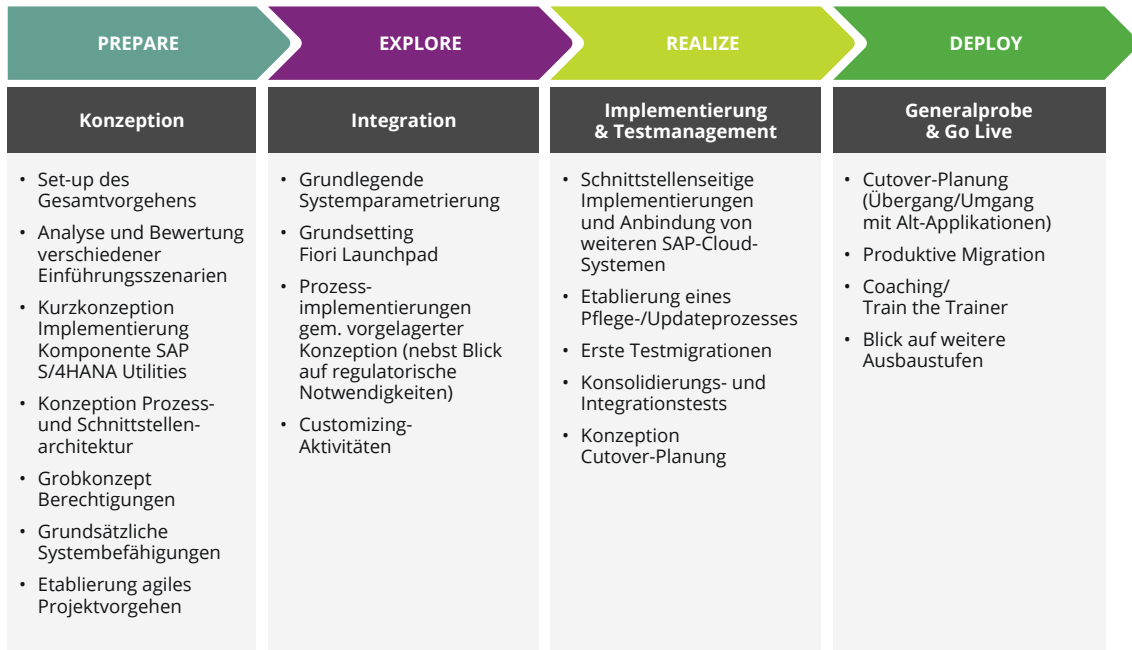 PREPARE
EXPLORE
REALIZE
DEPLOY
Konzeption
• Set-up des
Gesamtvorgehens
• Analyse und Bewertung
verschiedener
Einführungsszenarien
• Kurzkonzeption
Implementierung
Komponente SAP
S/4HANA Utilities
• Konzeption Prozess-
und Schnittstellen-
architektur
• Grobkonzept
Berechtigungen
• Grundsätzliche
Systembefähigungen
• Etablierung agiles
Projektvorgehen
Integration
• Grundlegende
Systemparametrierung
• Grundsetting
Fiori Launchpad
• Prozess-
implementierungen
gem. vorgelagerter
Konzeption (nebst Blick
auf regulatorische
Notwendigkeiten)
• Customizing-
Aktivitäten
Implementierung
& Testmanagement
• Schnittstellenseitige
Implementierungen
und Anbindung von
weiteren SAP-Cloud-
Systemen
• Etablierung eines
Pflege-/Updateprozesses
• Erste Testmigrationen
• Konsolidierungs- und
Integrationstests
• Konzeption
Cutover-Planung
Generalprobe
& Go Live
• Cutover-Planung
(Übergang/Umgang
mit Alt-Applikationen)
• Produktive Migration
• Coaching/
Train the Trainer
• Blick auf weitere
Ausbaustufen